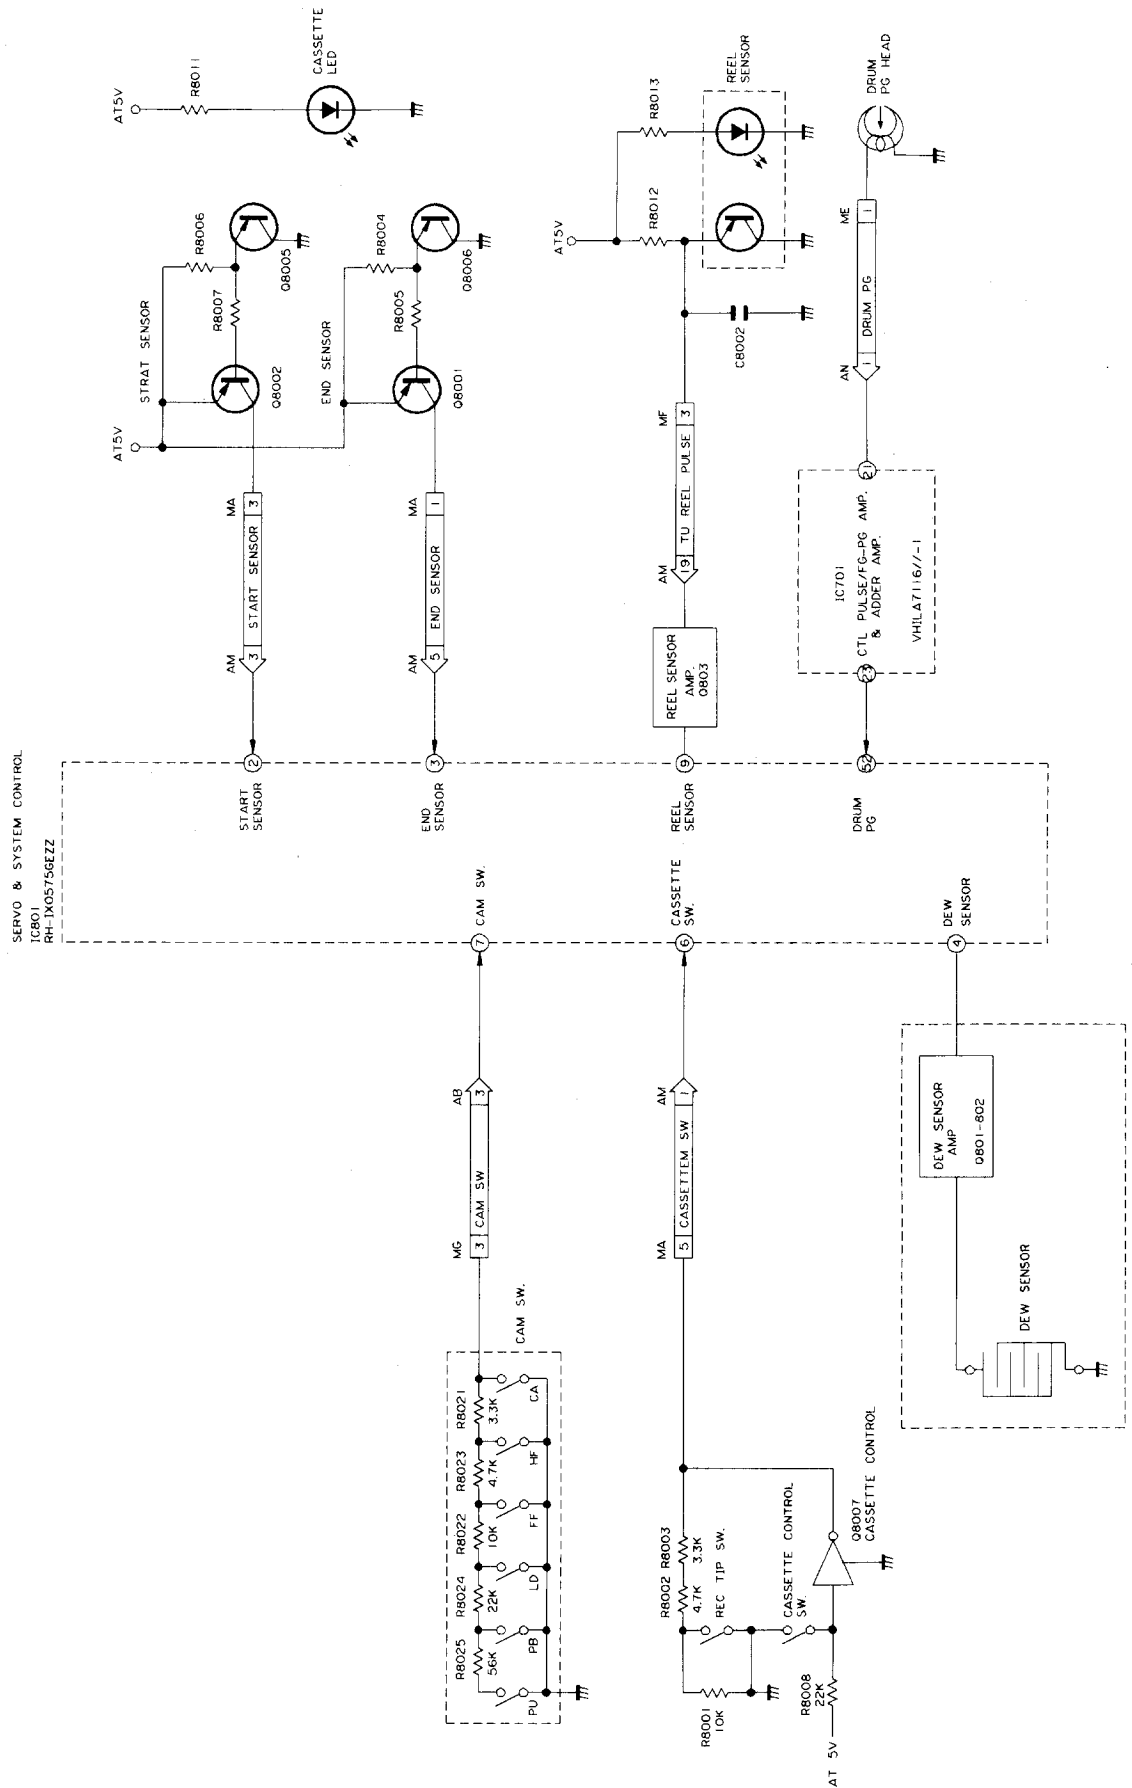 SERVO & SYSTEM CONTROL
IC801
RH-IX0575GEZZ
CAM SW.
R8025
56K
R8024
22K
R8022
10K
R8023
4.7K
R8021
3.3K
PU
PB
LD
FF
HF
CA
MG
3 CAM SW 3
AB
7 CAM SW.
R8001
10K
R8002
4.7K
R8003
3.3K
REC TIP SW.
CASSETTE CONTROL
SW.
R8008
22K
AT 5V
Q8007
CASSETTE CONTROL
MA
5 CASSETTEM SW 1
AM
6 CASSETTE
SW.
DEW SENSOR
DEW SENSOR
AMP
Q801-802
4 DEW
SENSOR
START
SENSOR 2
AM
3 START SENSOR 3
MA
AT5V
STRAT SENSOR
Q8002
R8007
R8006
Q8005
END
SENSOR 3
AM
5 END SENSOR 1
MA
END SENSOR
Q8001
R8005
R8004
Q8006
AT5V
R8011
CASSETTE
LED
REEL
SENSOR 9
REEL SENSOR
AMP.
Q803
AM
19 TU REEL PULSE 3
MF
C8002
AT5V
R8012
R8013
REEL
SENSOR
DRUM
PG 52
23
IC701
CTL PULSE/FG-PG AMP.
& ADDER AMP.
VHILA7116//-1
21
AN
1 DRUM PG 1
ME
DRUM
PG HEAD